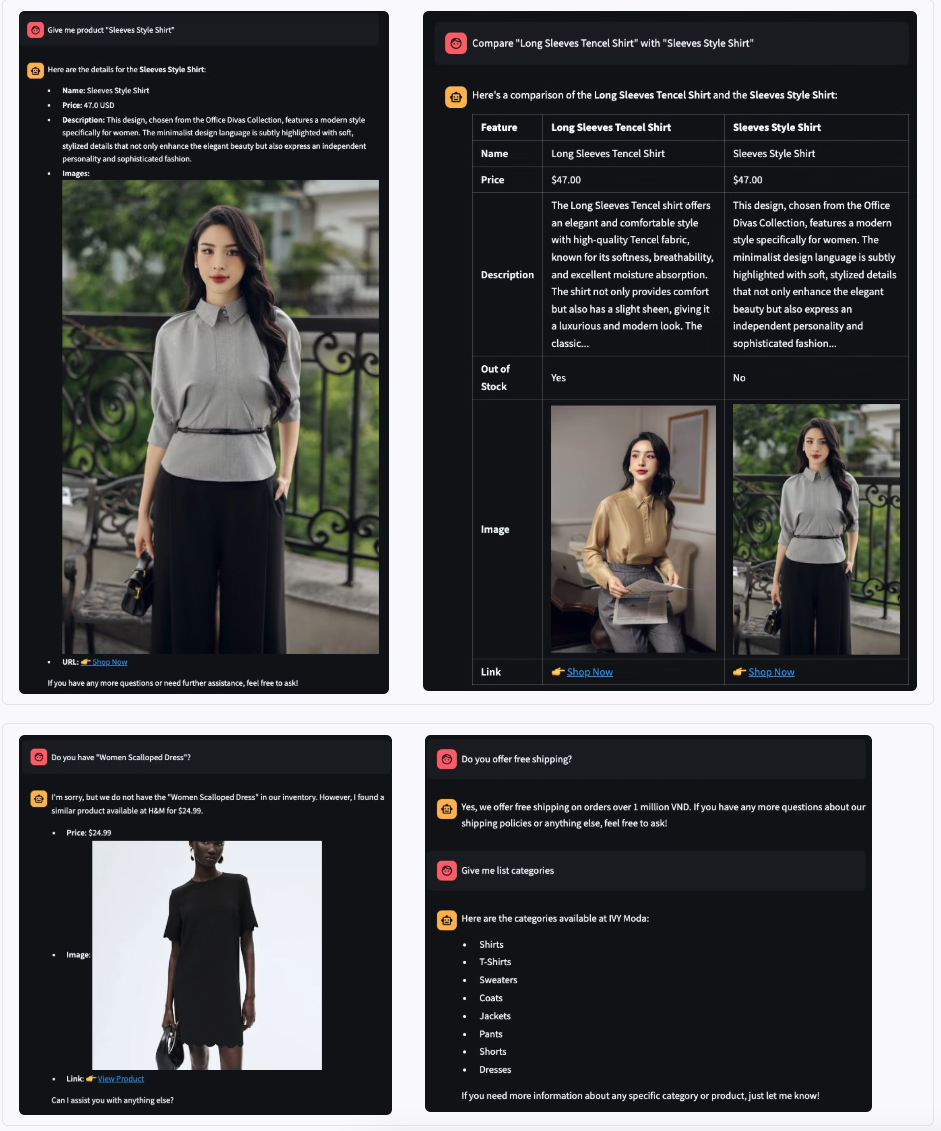 Give me product "Sleeves Style Shirt"
Here are the details for the Sleeves Style Shirt:
Name: Sleeves Style Shirt
Price: 47.0 USD
Description: This design, chosen from the Office Divas Collection, features a modern style
specifically for women. The minimalist design language is subtly highlighted with soft,
stylized details that not only enhance the elegant beauty but also express an independent
personality and sophisticated fashion.
Images:
URL: 👉 Shop Now
If you have any more questions or need further assistance, feel free to ask!
Compare "Long Sleeves Tencel Shirt" with "Sleeves Style Shirt"
Here's a comparison of the Long Sleeves Tencel Shirt and the Sleeves Style Shirt:
Feature
Long Sleeves Tencel Shirt
Sleeves Style Shirt
Name
Long Sleeves Tencel Shirt
Sleeves Style Shirt
Price
$47.00
$47.00
Description
The Long Sleeves Tencel shirt offers
an elegant and comfortable style
with high-quality Tencel fabric,
known for its softness, breathability,
and excellent moisture absorption.
The shirt not only provides comfort
but also has a slight sheen, giving it
a luxurious and modern look. The
classic...
This design, chosen from the Office
Divas Collection, features a modern
style specifically for women. The
minimalist design language is subtly
highlighted with soft, stylized details
that not only enhance the elegant
beauty but also express an
independent personality and
sophisticated fashion...
Out of
Stock
Yes
No
Image
Link
👉 Shop Now
👉 Shop Now
Do you have "Women Scalloped Dress"?
I'm sorry, but we do not have the "Women Scalloped Dress" in our inventory. However, I found a
similar product available at H&M for $24.99.
Price: $24.99
Image:
Link: 👉 View Product
Can I assist you with anything else?
Do you offer free shipping?
Yes, we offer free shipping on orders over 1 million VND. If you have any more questions about our
shipping policies or anything else, feel free to ask!
Give me list categories
Here are the categories available at IVY Moda:
Shirts
T-Shirts
Sweaters
Coats
Jackets
Pants
Shorts
Dresses
If you need more information about any specific category or product, just let me know!